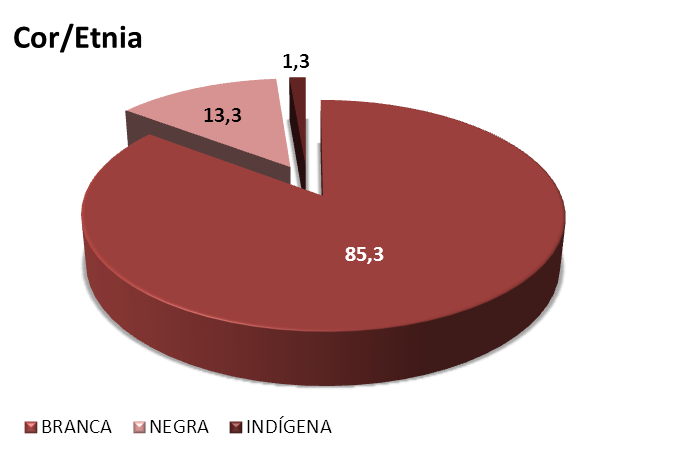 Cor/Etnia
1,3
13,3
85,3
BRANCA NEGRA INDÍGENA